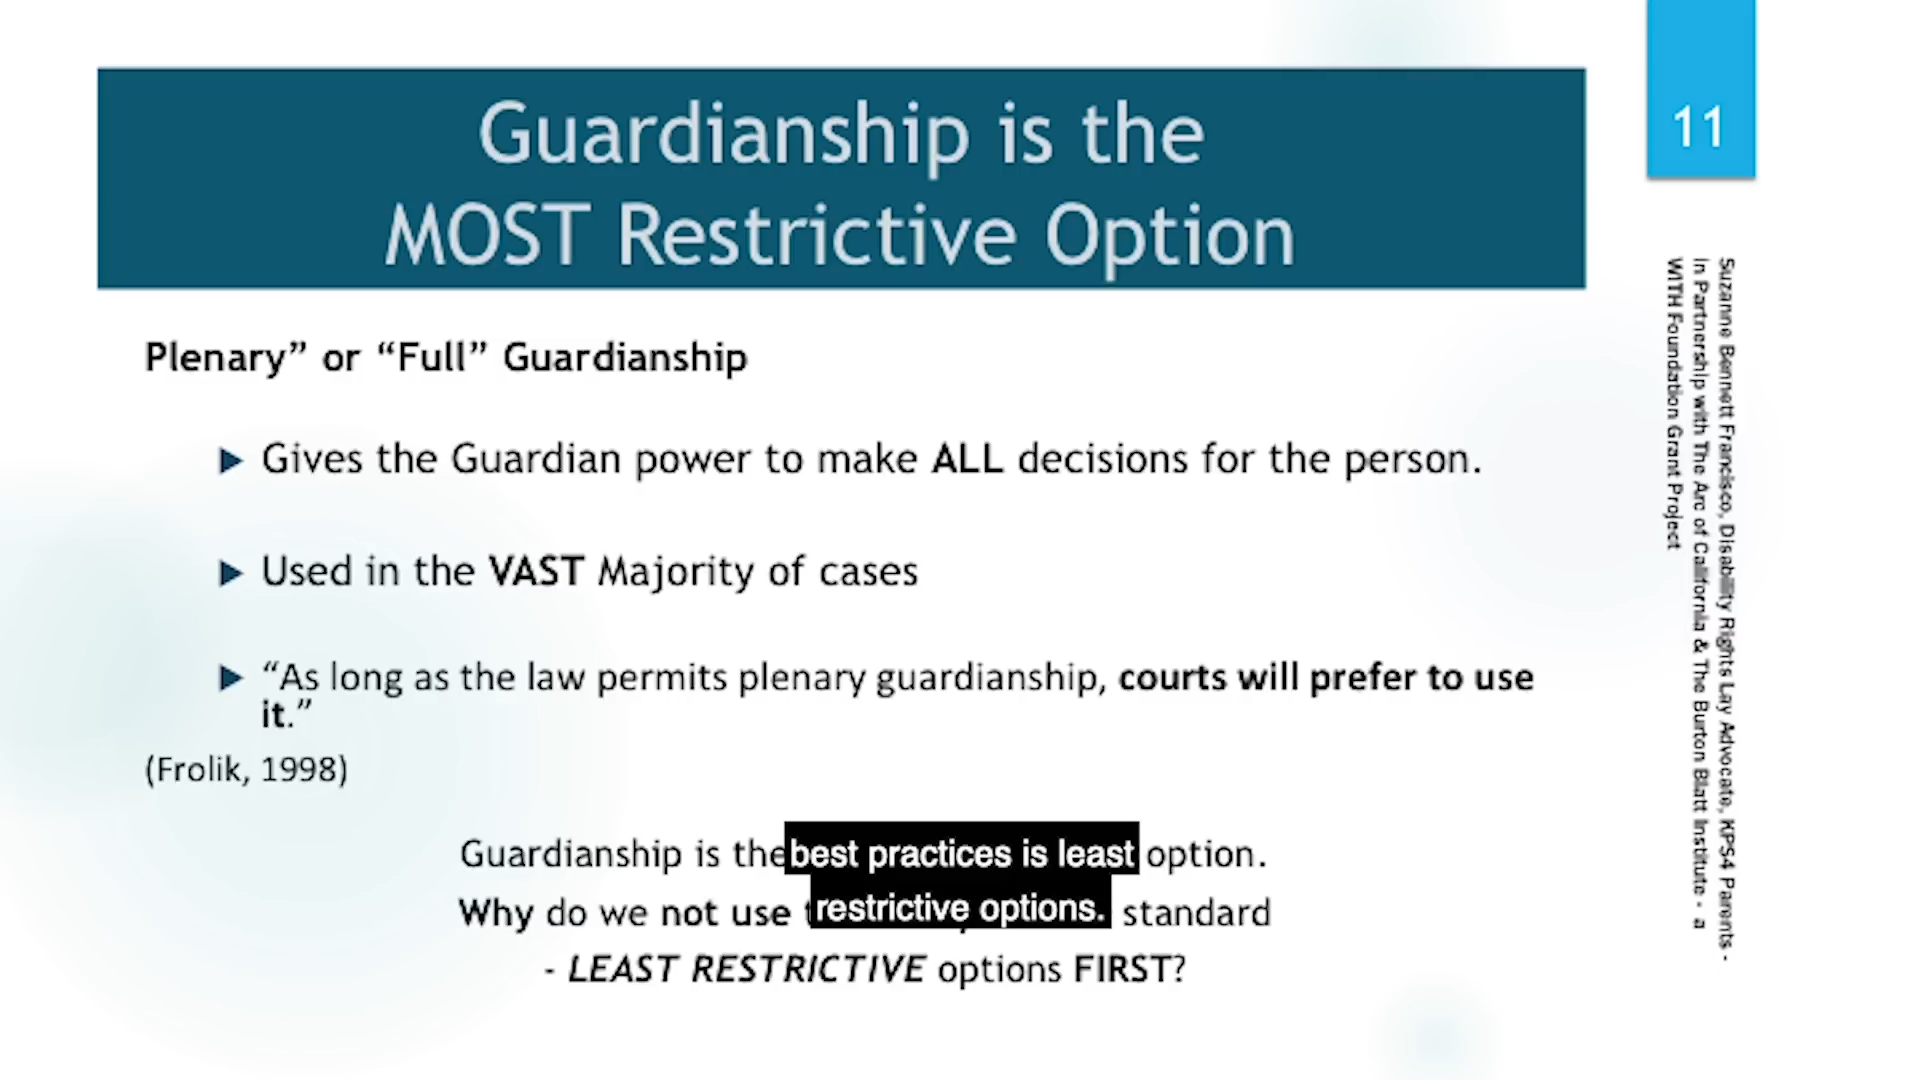 Guardianship is the
MOST Restrictive Option
11
Plenary” or “Full” Guardianship
Gives the Guardian power to make ALL decisions for the person.
Used in the VAST Majority of cases
“As long as the law permits plenary guardianship, courts will prefer to use
it.”
(Frolik, 1998)
Guardianship is the option.
Why do we not use standard
- LEAST RESTRICTIVE options FIRST?
best practices is least
restrictive options.
Suzanne Bennett Francisco, Disability Rights Lay Advocate, KPS4 Parents -
in Partnership with The Arc of California & The Burton Blatt Institute - a
WITH Foundation Grant Project